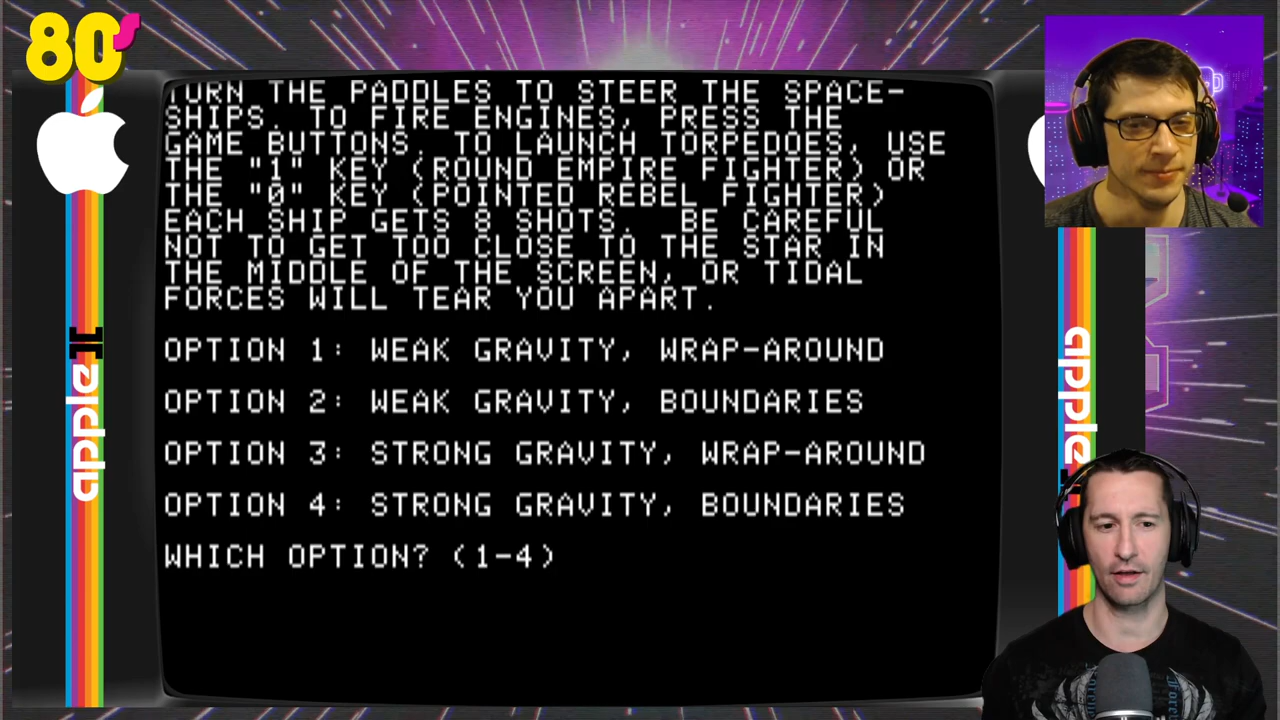 80s
TURN THE PADDLES TO STEER THE SPACE-
SHIPS. TO FIRE ENGINES, PRESS THE
GAME BUTTONS. TO LAUNCH TORPEDOES, USE
THE "1" KEY (ROUND EMPIRE FIGHTER) OR
THE "0" KEY (POINTED REBEL FIGHTER)
EACH SHIP GETS 8 SHOTS. BE CAREFUL
NOT TO GET TOO CLOSE TO THE STAR IN
THE MIDDLE OF THE SCREEN, OR TIDAL
FORCES WILL TEAR YOU APART.
OPTION 1: WEAK GRAVITY, WRAP-AROUND
OPTION 2: WEAK GRAVITY, BOUNDARIES
OPTION 3: STRONG GRAVITY, WRAP-AROUND
OPTION 4: STRONG GRAVITY, BOUNDARIES
WHICH OPTION? (1-4)
apple ][
apple